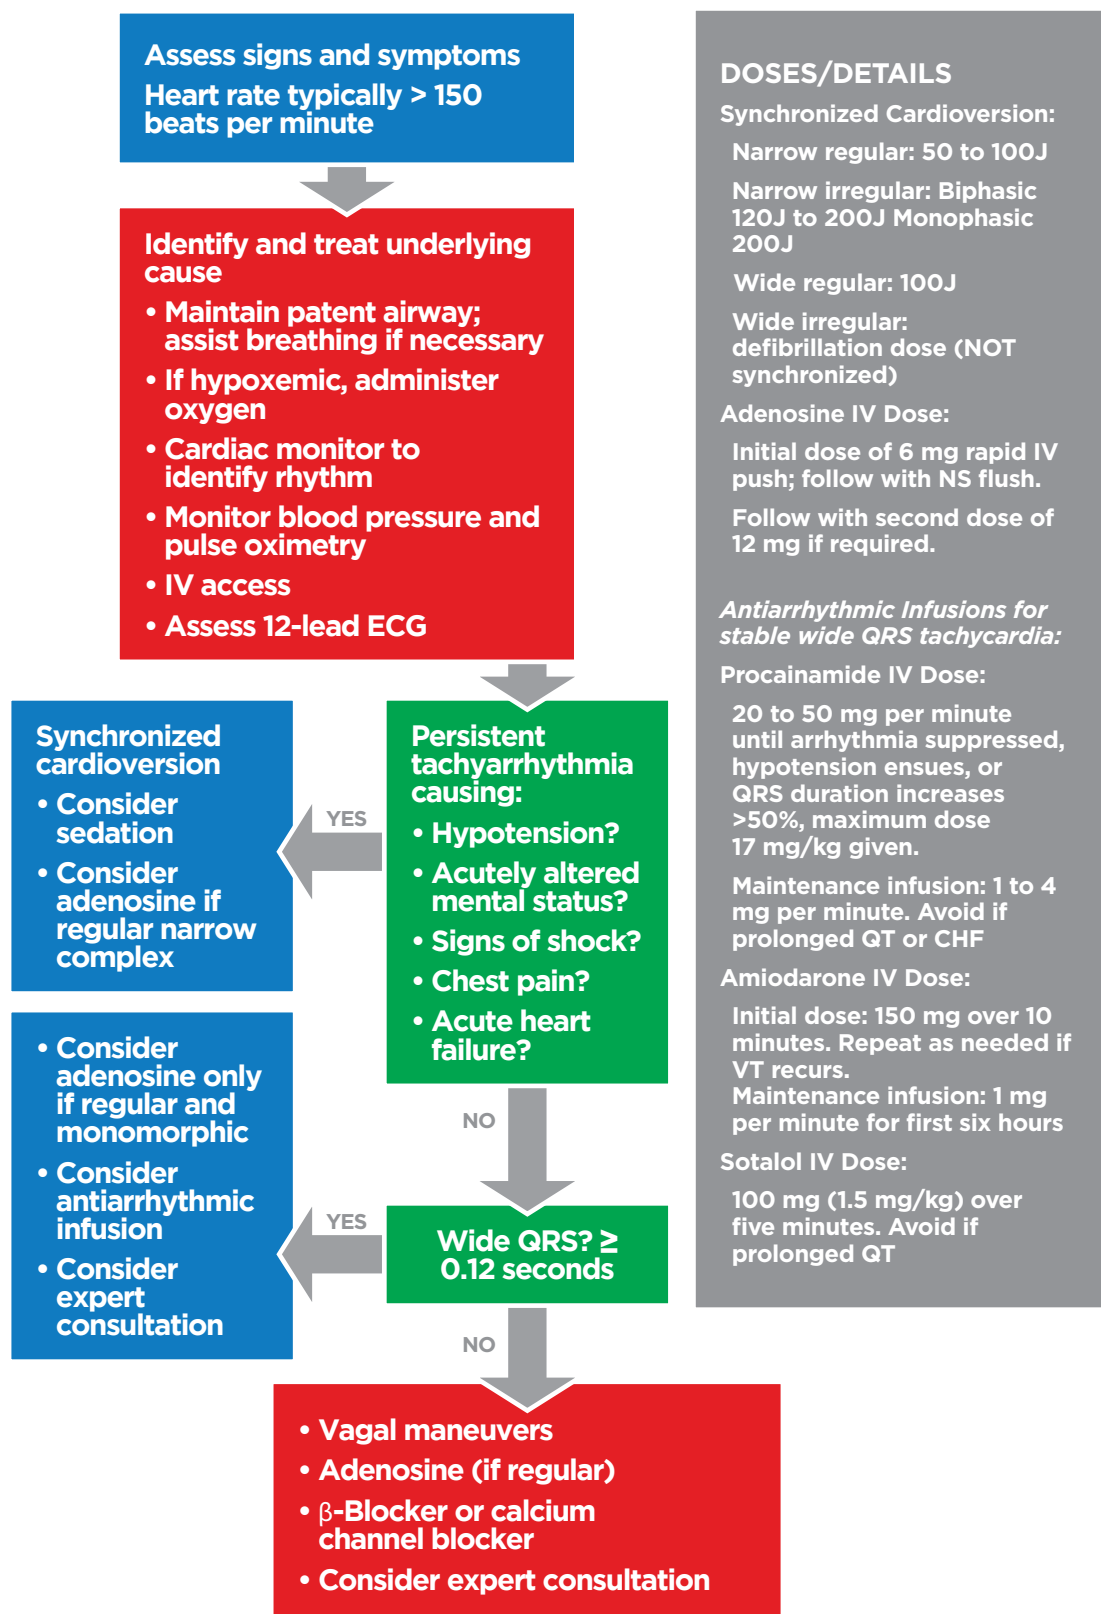 Assess signs and symptoms
Heart rate typically > 150
beats per minute
Identify and treat underlying
cause
• Maintain patent airway;
assist breathing if necessary
• If hypoxemic, administer
oxygen
• Cardiac monitor to
identify rhythm
• Monitor blood pressure and
pulse oximetry
• IV access
• Assess 12-lead ECG
Persistent
tachyarrhythmia
causing:
• Hypotension?
• Acutely altered
mental status?
• Signs of shock?
• Chest pain?
• Acute heart
failure?
YES
Synchronized
cardioversion
• Consider
sedation
• Consider
adenosine if
regular narrow
complex
NO
Wide QRS? ≥
0.12 seconds
YES
• Consider
adenosine only
if regular and
monomorphic
• Consider
antiarrhythmic
infusion
• Consider
expert
consultation
NO
• Vagal maneuvers
• Adenosine (if regular)
• β-Blocker or calcium
channel blocker
• Consider expert consultation
DOSES/DETAILS
Synchronized Cardioversion:
Narrow regular: 50 to 100J
Narrow irregular: Biphasic
120J to 200J Monophasic
200J
Wide regular: 100J
Wide irregular:
defibrillation dose (NOT
synchronized)
Adenosine IV Dose:
Initial dose of 6 mg rapid IV
push; follow with NS flush.
Follow with second dose of
12 mg if required.
Antiarrhythmic Infusions for
stable wide QRS tachycardia:
Procainamide IV Dose:
20 to 50 mg per minute
until arrhythmia suppressed,
hypotension ensues, or
QRS duration increases
>50%, maximum dose
17 mg/kg given.
Maintenance infusion: 1 to 4
mg per minute. Avoid if
prolonged QT or CHF
Amiodarone IV Dose:
Initial dose: 150 mg over 10
minutes. Repeat as needed if
VT recurs.
Maintenance infusion: 1 mg
per minute for first six hours
Sotalol IV Dose:
100 mg (1.5 mg/kg) over
five minutes. Avoid if
prolonged QT